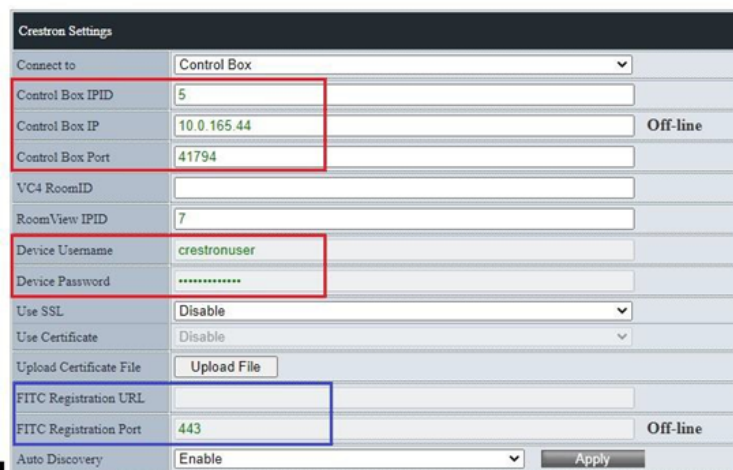 Crestron Settings
Connect to Control Box
Control Box IPID 5
Control Box IP 10.0.165.44 Off-line
Control Box Port 41794
VC4 RoomID
RoomView IPID 7
Device Username crestronuser
Device Password •••••••••••••
Use SSL Disable
Use Certificate Disable
Upload Certificate File Upload File
FITC Registration URL
FITC Registration Port 443 Off-line
Auto Discovery Enable Apply